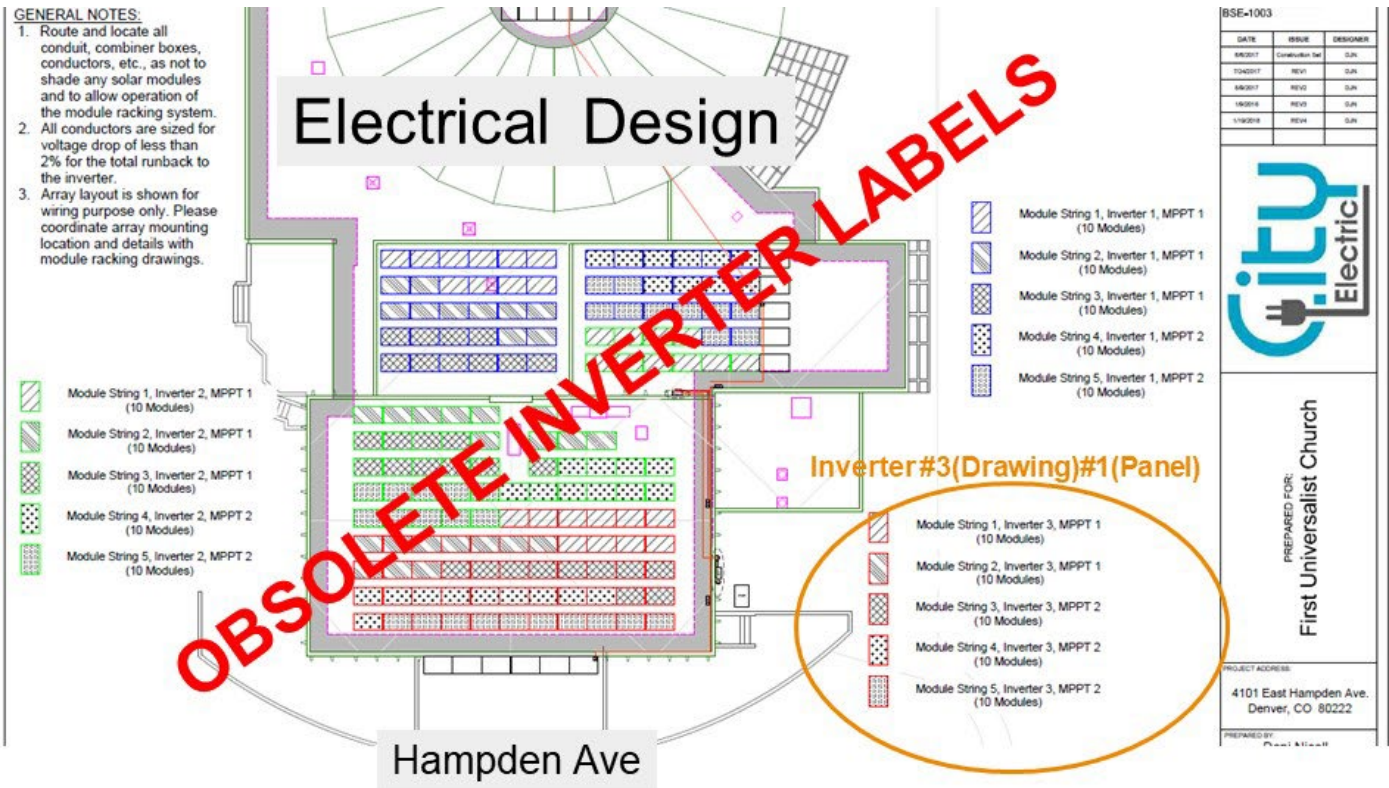 GENERAL NOTES:
1. Route and locate all
conduit, combiner boxes,
conductors, etc., as not to
shade any solar modules
and to allow operation of
the module racking system.
2. All conductors are sized for
voltage drop of less than
2% for the total runback to
the inverter.
3. Array layout is shown for
wiring purpose only. Please
coordinate array mounting
location and details with
module racking drawings.
Electrical Design
OBSOLETE INVERTER LABELS
BSE-1003
DATE ISSUE DESIGNER
Construction Set DJN
7/24/2017 REV1 DJN
REV2 DJN
REV3 DJN
1/19/2018 REV4 DJN
City
Electric
Module String 1, Inverter 1, MPPT 1
(10 Modules)
Module String 2, Inverter 1, MPPT 1
(10 Modules)
Module String 3, Inverter 1, MPPT 1
(10 Modules)
Module String 4, Inverter 1, MPPT 2
(10 Modules)
Module String 5, Inverter 1, MPPT 2
(10 Modules)
Module String 1, Inverter 2, MPPT 1
(10 Modules)
Module String 2, Inverter 2, MPPT 1
(10 Modules)
Module String 3, Inverter 2, MPPT 1
(10 Modules)
Module String 4, Inverter 2, MPPT 2
(10 Modules)
Module String 5, Inverter 2, MPPT 2
(10 Modules)
Inverter#3(Drawing)#1(Panel)
Module String 1, Inverter 3, MPPT 1
(10 Modules)
Module String 2, Inverter 3, MPPT 1
(10 Modules)
Module String 3, Inverter 3, MPPT 2
(10 Modules)
Module String 4, Inverter 3, MPPT 2
(10 Modules)
Module String 5, Inverter 3, MPPT 2
(10 Modules)
PREPARED FOR:
First Universalist Church
PROJECT ADDRESS:
4101 East Hampden Ave.
Denver, CO 80222
PREPARED BY:
Hampden Ave